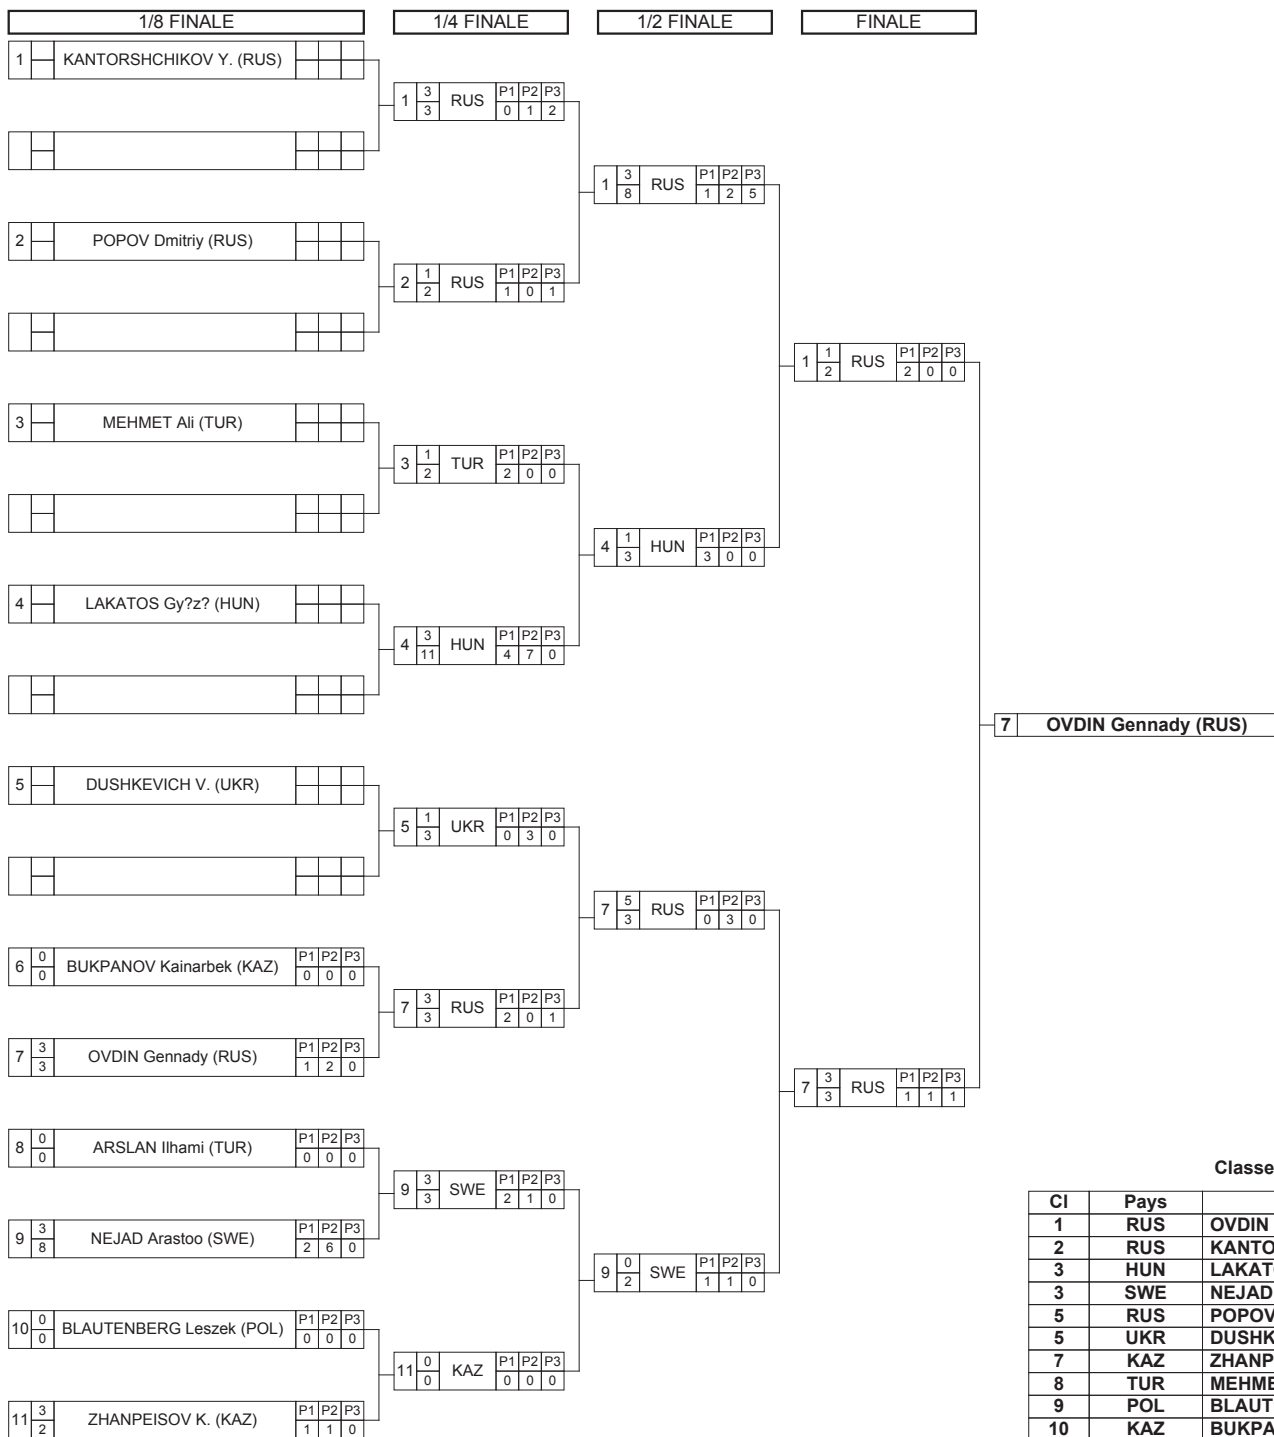 1/8 FINALE 1/4 FINALE 1/2 FINALE FINALE
1 KANTORSHCHIKOV Y. (RUS)
1 3 3 RUS P1 P2 P3 0 1 2
1 3 8 RUS P1 P2 P3 1 2 5
2 POPOV Dmitriy (RUS)
2 1 2 RUS P1 P2 P3 1 0 1
1 1 2 RUS P1 P2 P3 2 0 0
3 MEHMET Ali (TUR)
3 1 2 TUR P1 P2 P3 2 0 0
4 1 3 HUN P1 P2 P3 3 0 0
4 LAKATOS Gy?z? (HUN)
4 3 11 HUN P1 P2 P3 4 7 0
7 OVDIN Gennady (RUS)
5 DUSHKEVICH V. (UKR)
5 1 3 UKR P1 P2 P3 0 3 0
7 5 3 RUS P1 P2 P3 0 3 0
6 0 0 BUKPANOV Kainarbek (KAZ) P1 P2 P3 0 0 0
7 3 3 RUS P1 P2 P3 2 0 1
7 3 3 OVDIN Gennady (RUS) P1 P2 P3 1 2 0
7 3 3 RUS P1 P2 P3 1 1 1
8 0 0 ARSLAN Ilhami (TUR) P1 P2 P3 0 0 0
9 3 3 SWE P1 P2 P3 2 1 0
9 3 8 NEJAD Arastoo (SWE) P1 P2 P3 2 6 0
9 0 2 SWE P1 P2 P3 1 1 0
10 0 0 BLAUTENBERG Leszek (POL) P1 P2 P3 0 0 0
11 0 0 KAZ P1 P2 P3 0 0 0
11 3 2 ZHANPEISOV K. (KAZ) P1 P2 P3 1 1 0
Classe
Cl Pays
1 RUS OVDIN
2 RUS KANTO
3 HUN LAKAT
3 SWE NEJAD
5 RUS POPOV
5 UKR DUSHK
7 KAZ ZHANP
8 TUR MEHME
9 POL BLAUT
10 KAZ BUKPA